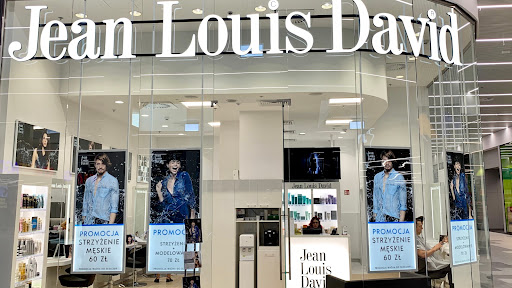 Jean Louis David
PROMOCJA
STRZYŻENIE
MĘSKIE
60 ZŁ
PROMOCJA
STRZYŻENIE
+
MODELOWANIE
Jean Louis David
Jean
Louis
David
PROMOCJA
STRZYŻENIE
MĘSKIE
60 ZŁ
PROMOCJA